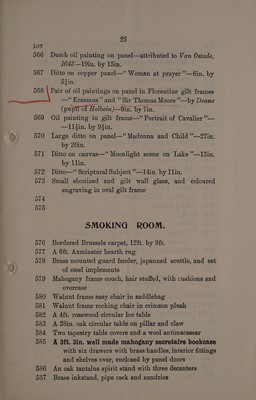 25
LOT
566 Dutch oil painting on panel—attributed to Van Ostade,
1643—19in. by 15in.
567 Ditto on copper panel—"Woman at prayer"—6in. by
5½in.
568 Pair of oil paintings on panel in Florentine gilt frames
—"Erasmus" and "Sir Thomas Moore"—by Deane
(pupil of Holbein)—9in. by 7in.
569 Oil painting in gilt frame—"Portrait of Cavalier"—
—11½in. by 9½in.
570 Large ditto on panel—"Madonna and Child"—27in.
by 20in.
571 Ditto on canvas—"Moonlight scene on Lake"—13in.
by 11in.
572 Ditto—"Scriptural Subject"—14in by 11in.
573 Small ebonized and gilt wall glass, and coloured
engraving in oval gilt frame
574
575
SMOKING ROOM.
576 Bordered Brussels carpet, 12ft. by 9ft.
577 A 6ft. Axminster hearth rug
578 Brass mounted guard fender, japanned scuttle, and set
of steel implements
579 Mahogany frame couch, hair stuffed, with cushions and
overcase
580 Walnut frame easy chair in saddlebag
581 Walnut frame rocking chair in crimson plush
582 A 4ft. rosewood circular loo table
583 A 28in. oak circular table on pillar and claw
584 Two tapestry table covers and a wool antimacassar
585 A 3ft. 3in. well made mahogany secretaire bookcase
with six drawers with brass handles, interior fittings
and shelves over, enclosed by panel doors
586 An oak tantalus spirit stand with three decanters
587 Brass inkstand, pipe rack and sundries